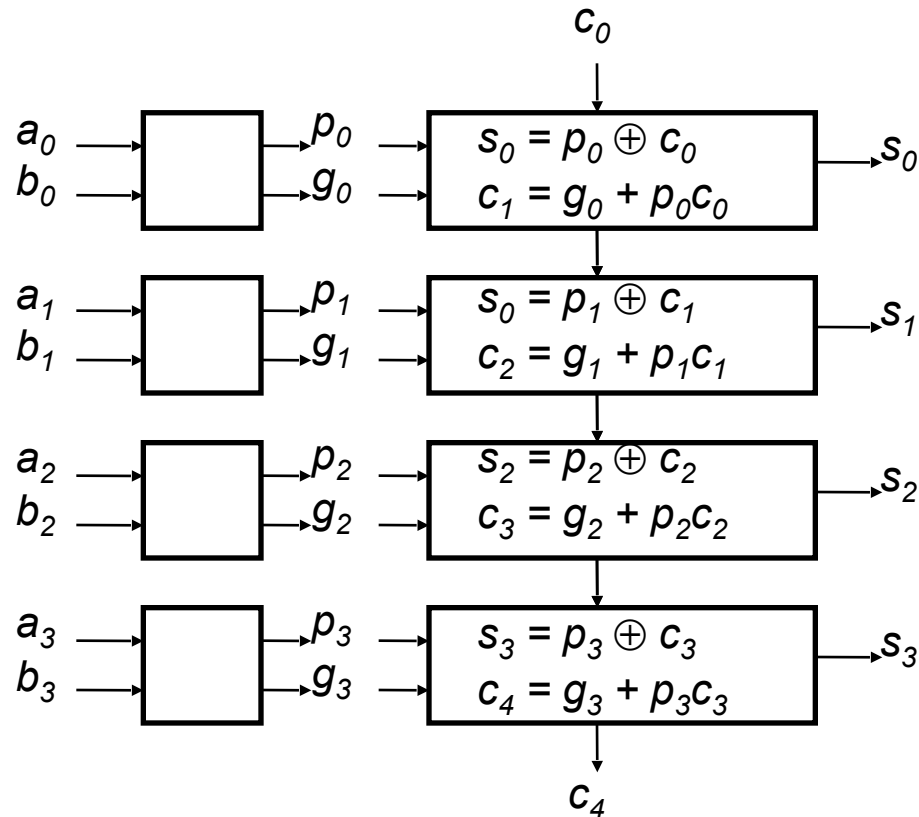 c₀
a₀ p₀ s₀ = p₀ ⊕ c₀ s₀
b₀ g₀ c₁ = g₀ + p₀c₀
a₁ p₁ s₀ = p₁ ⊕ c₁ s₁
b₁ g₁ c₂ = g₁ + p₁c₁
a₂ p₂ s₂ = p₂ ⊕ c₂ s₂
b₂ g₂ c₃ = g₂ + p₂c₂
a₃ p₃ s₃ = p₃ ⊕ c₃ s₃
b₃ g₃ c₄ = g₃ + p₃c₃
c₄